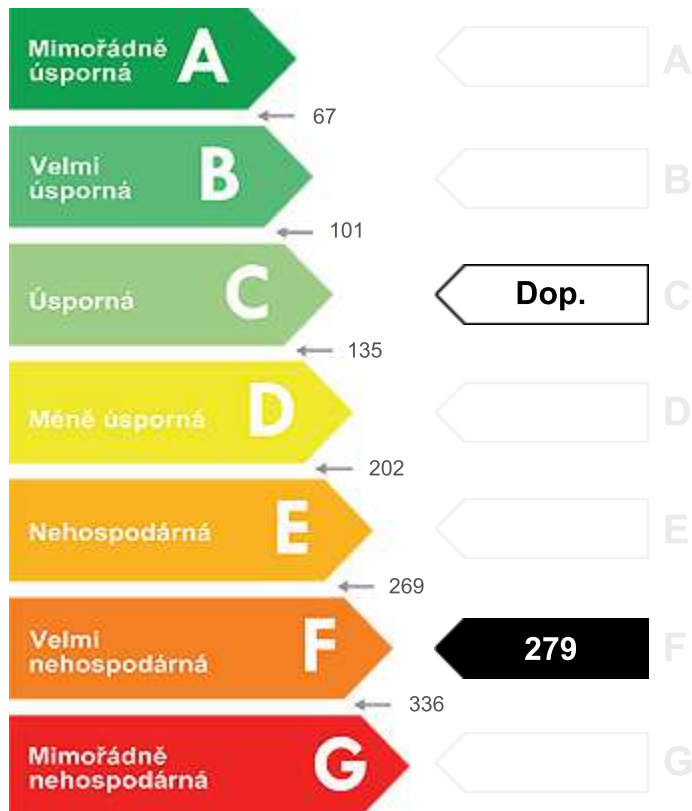 Mimořádně
úsporná
A
A
67
Velmi
úsporná
B
B
101
Úsporná
C
Dop.
C
135
Méně úsporná
D
D
202
Nehospodárná
E
E
269
Velmi
nehospodárná
F
279
F
336
Mimořádně
nehospodárná
G
G